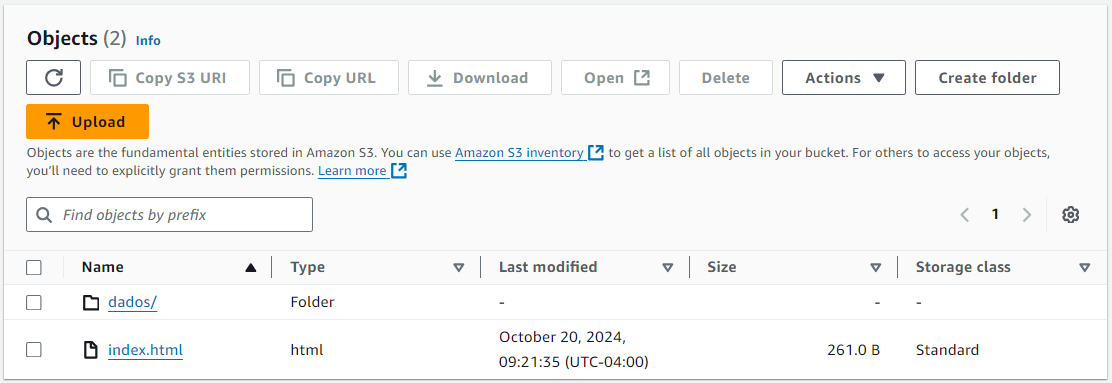 Objects (2) Info
Copy S3 URI Copy URL Download Open Delete Actions Create folder
Upload
Objects are the fundamental entities stored in Amazon S3. You can use Amazon S3 inventory to get a list of all objects in your bucket. For others to access your objects,
you'll need to explicitly grant them permissions. Learn more
Find objects by prefix 1
Name Type Last modified Size Storage class
dados/ Folder - - -
index.html html October 20, 2024, 261.0 B Standard
09:21:35 (UTC-04:00)